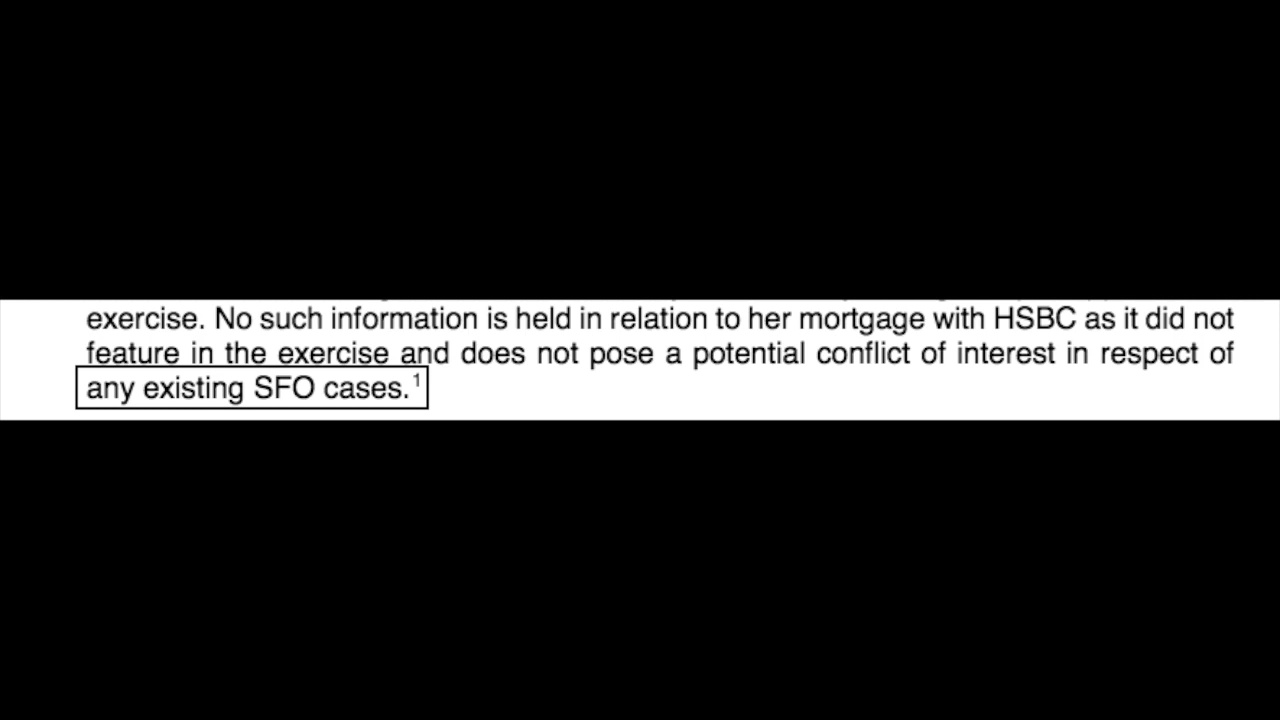 exercise. No such information is held in relation to her mortgage with HSBC as it did not
feature in the exercise and does not pose a potential conflict of interest in respect of
any existing SFO cases.¹